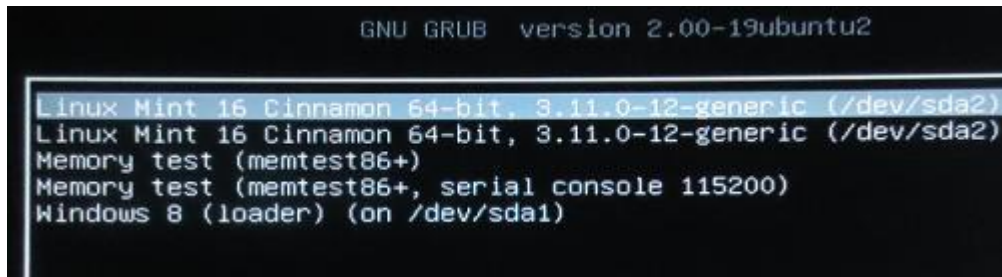 GNU GRUB version 2.00-19ubuntu2
Linux Mint 16 Cinnamon 64-bit, 3.11.0-12-generic (/dev/sda2)
Linux Mint 16 Cinnamon 64-bit, 3.11.0-12-generic (/dev/sda2)
Memory test (memtest86+)
Memory test (memtest86+, serial console 115200)
Windows 8 (loader) (on /dev/sda1)